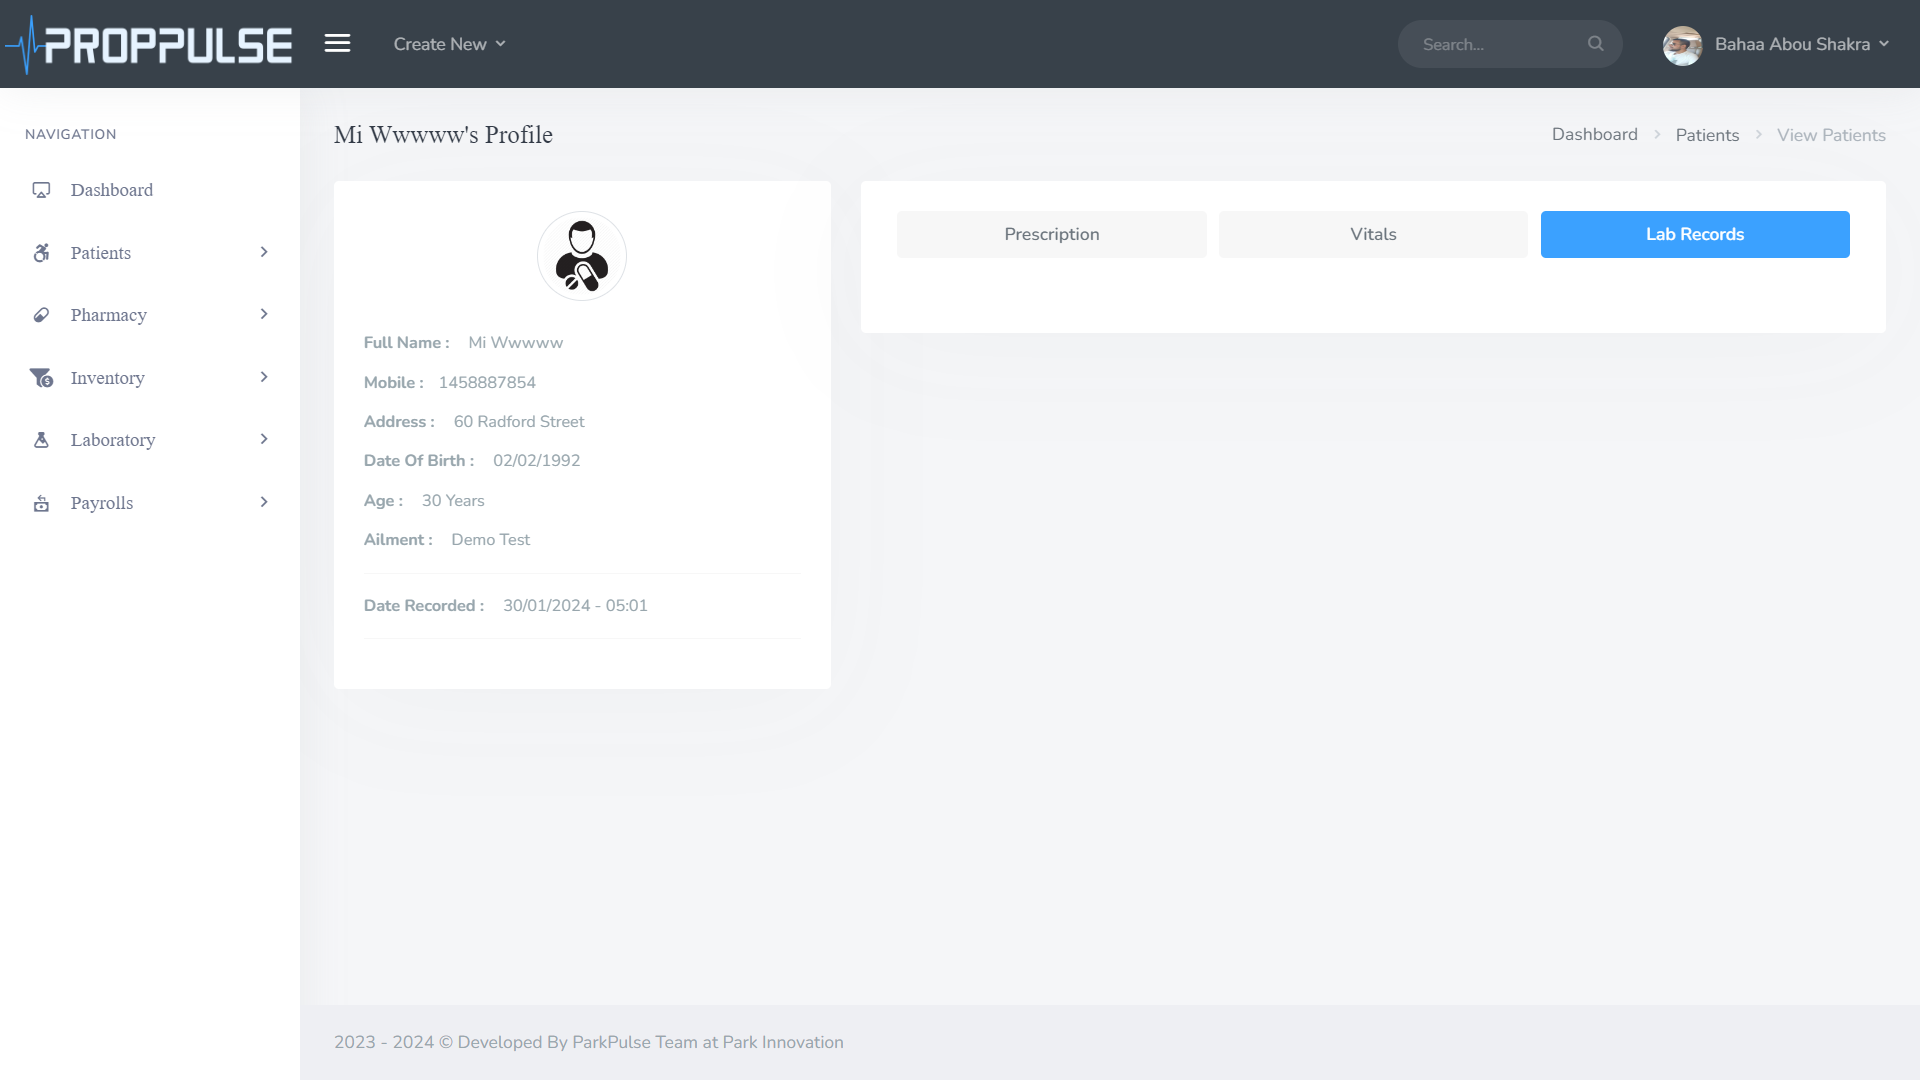 PROPPULSE
Create New
Search...
Bahaa Abou Shakra
NAVIGATION
Dashboard
Patients
Pharmacy
Inventory
Laboratory
Payrolls
Mi Wwwww's Profile
Dashboard
Patients
View Patients
Full Name : Mi Wwwww
Mobile : 1458887854
Address : 60 Radford Street
Date Of Birth : 02/02/1992
Age : 30 Years
Ailment : Demo Test
Date Recorded : 30/01/2024 - 05:01
Prescription
Vitals
Lab Records
2023 - 2024 © Developed By ParkPulse Team at Park Innovation